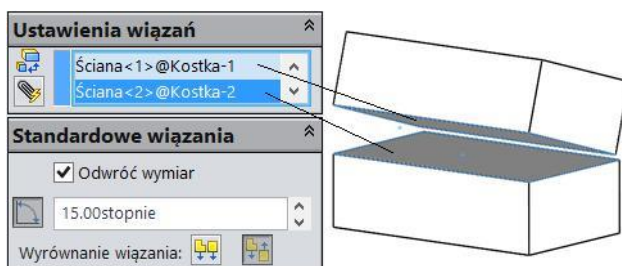 Ustawienia wiązań
Ściana<1>@Kostka-1
Ściana<2>@Kostka-2
Standardowe wiązania
Odwróć wymiar
15.00stopnie
Wyrównanie wiązania: